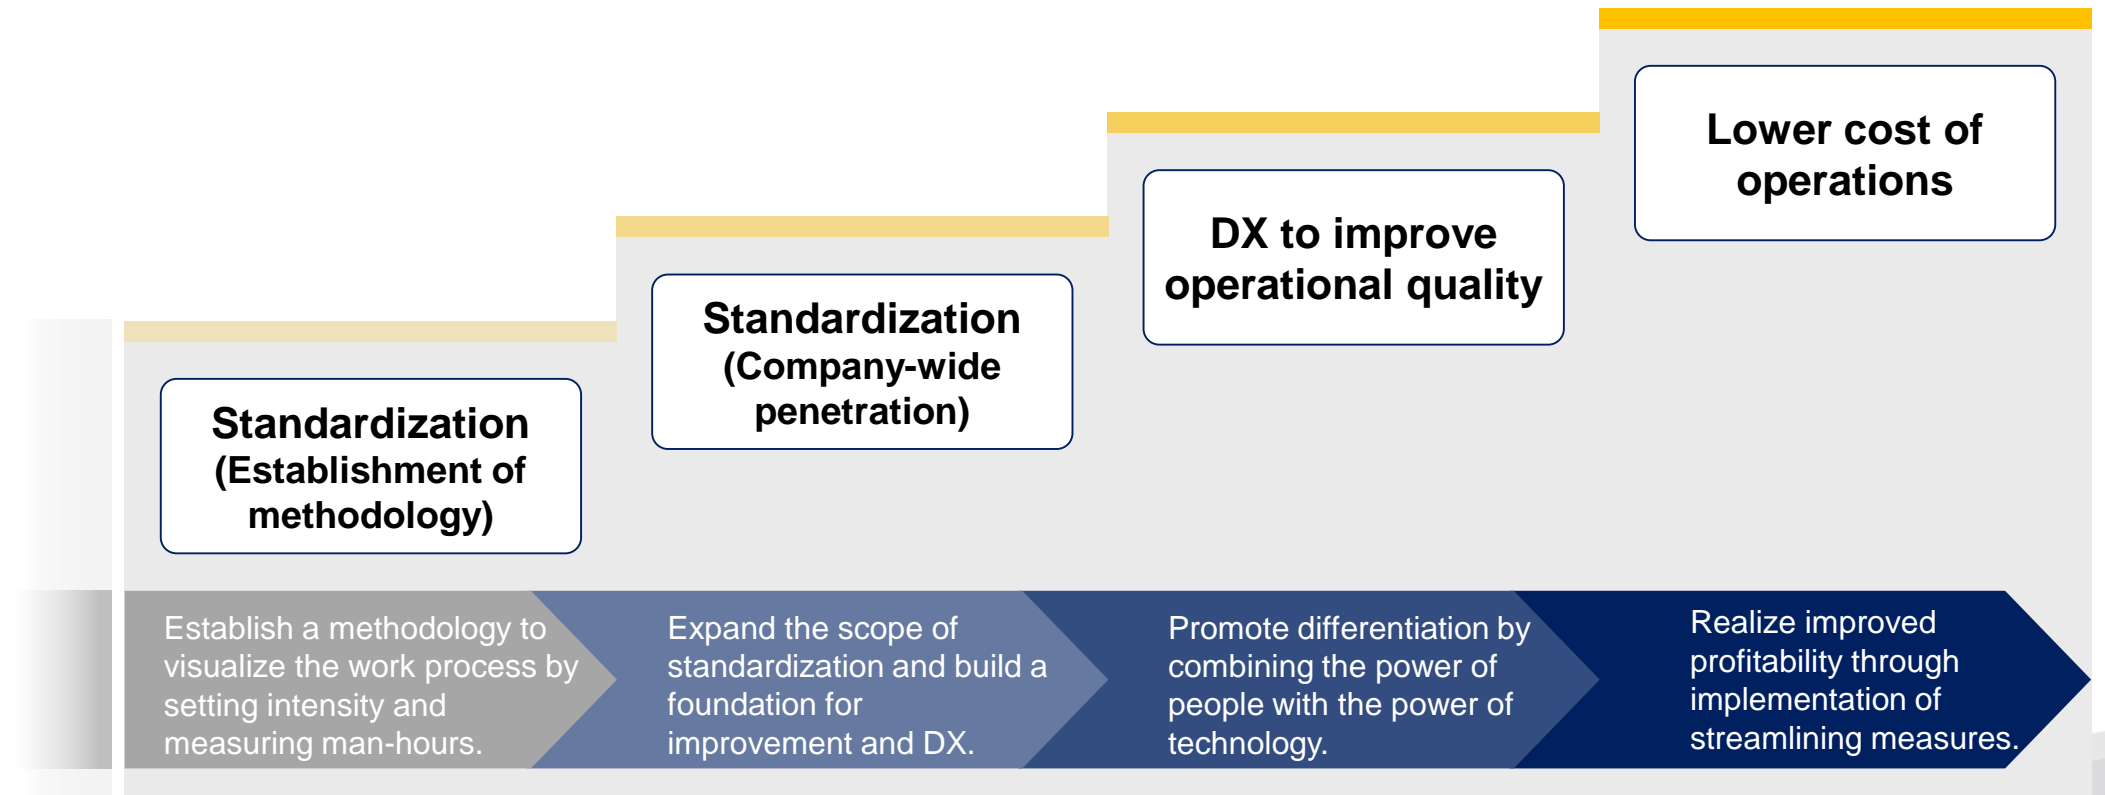 Lower cost of
operations
DX to improve
operational quality
Standardization
(Company-wide
penetration)
Standardization
(Establishment of
methodology)
Establish a methodology to
visualize the work process by
setting intensity and
measuring man-hours.
Expand the scope of
standardization and build a
foundation for
improvement and DX.
Promote differentiation by
combining the power of
people with the power of
technology.
Realize improved
profitability through
implementation of
streamlining measures.